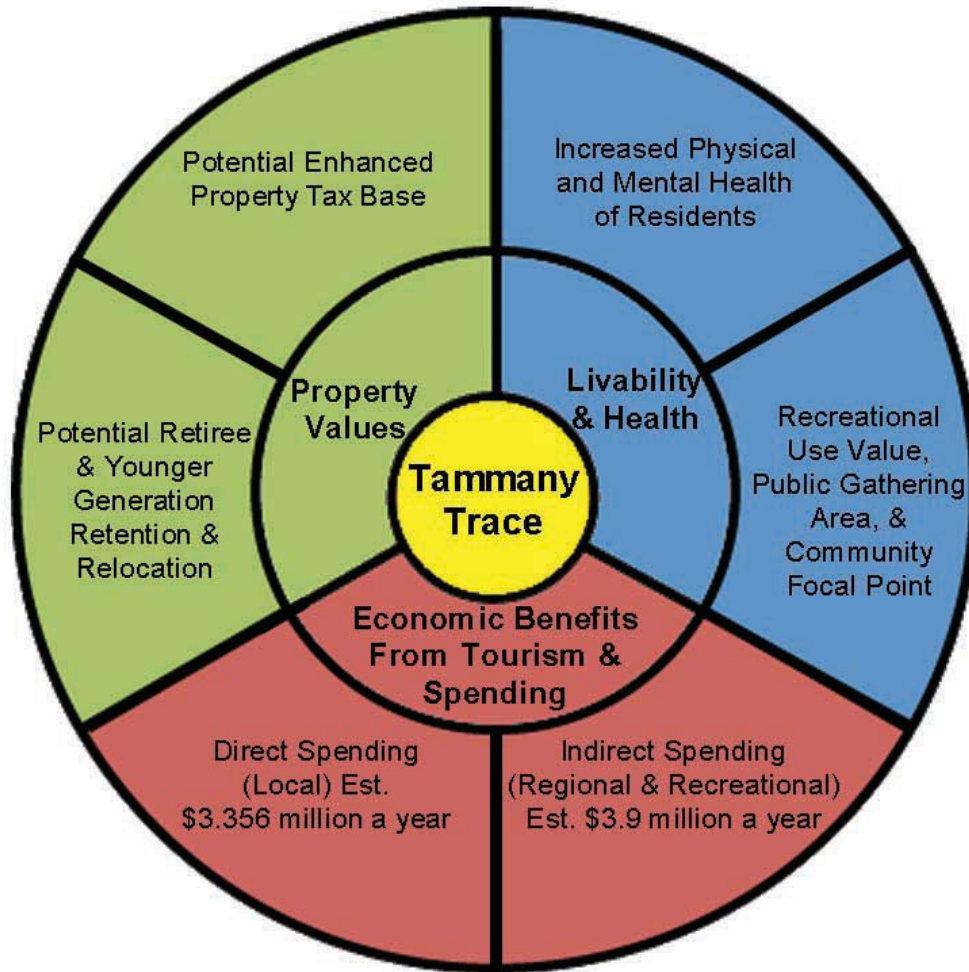 Potential Enhanced
Property Tax Base
Increased Physical
and Mental Health
of Residents
Property
Values
Livability
& Health
Potential Retiree
& Younger
Generation
Retention &
Relocation
Tammany
Trace
Recreational
Use Value,
Public Gathering
Area, &
Community
Focal Point
Economic Benefits
From Tourism &
Spending
Direct Spending
(Local) Est.
$3.356 million a year
Indirect Spending
(Regional & Recreational)
Est. $3.9 million a year